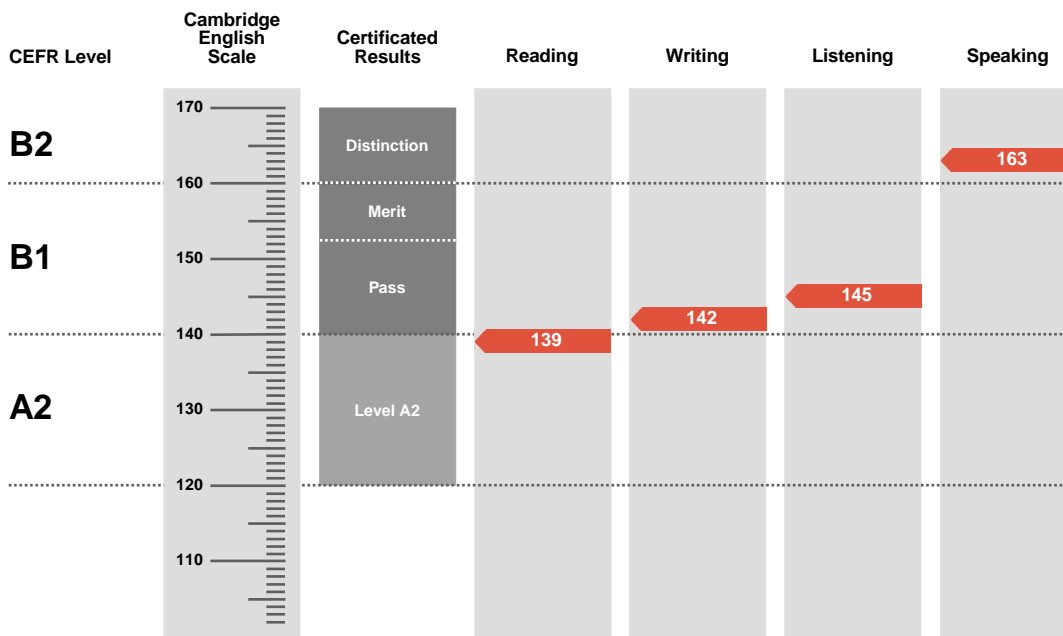 CEFR Level
Cambridge
English
Scale
Certificated
Results
Reading
Writing
Listening
Speaking
170
B2
Distinction
163
160
Merit
B1
150
Pass
145
142
140
139
A2
130
Level A2
120
110